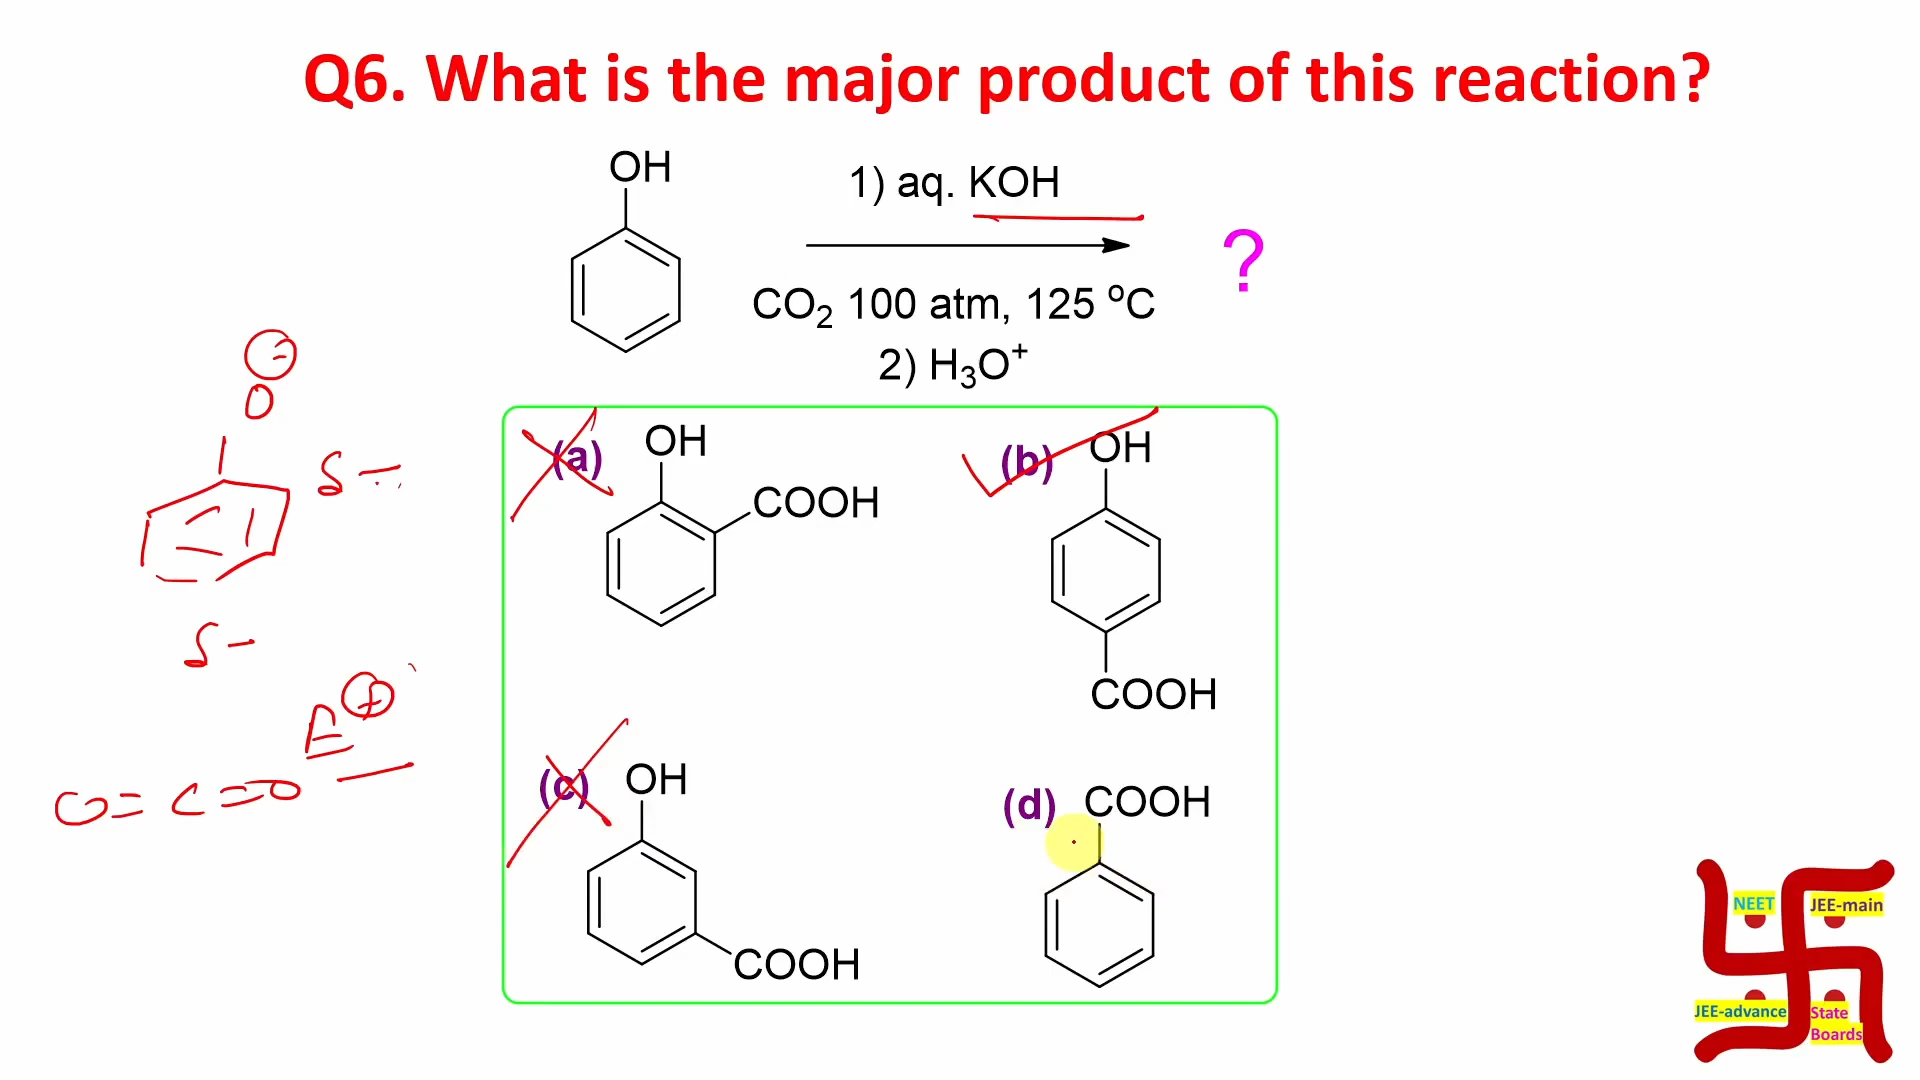 Q6. What is the major product of this reaction?
OH
1) aq. KOH
?
CO₂ 100 atm, 125 ºC
2) H₃O⁺
O
δ-
δ-
E+
O=C=O
(a) OH
COOH
(b) OH
COOH
(c) OH
COOH
(d) COOH
NEET
JEE-main
JEE-advance
State
Boards